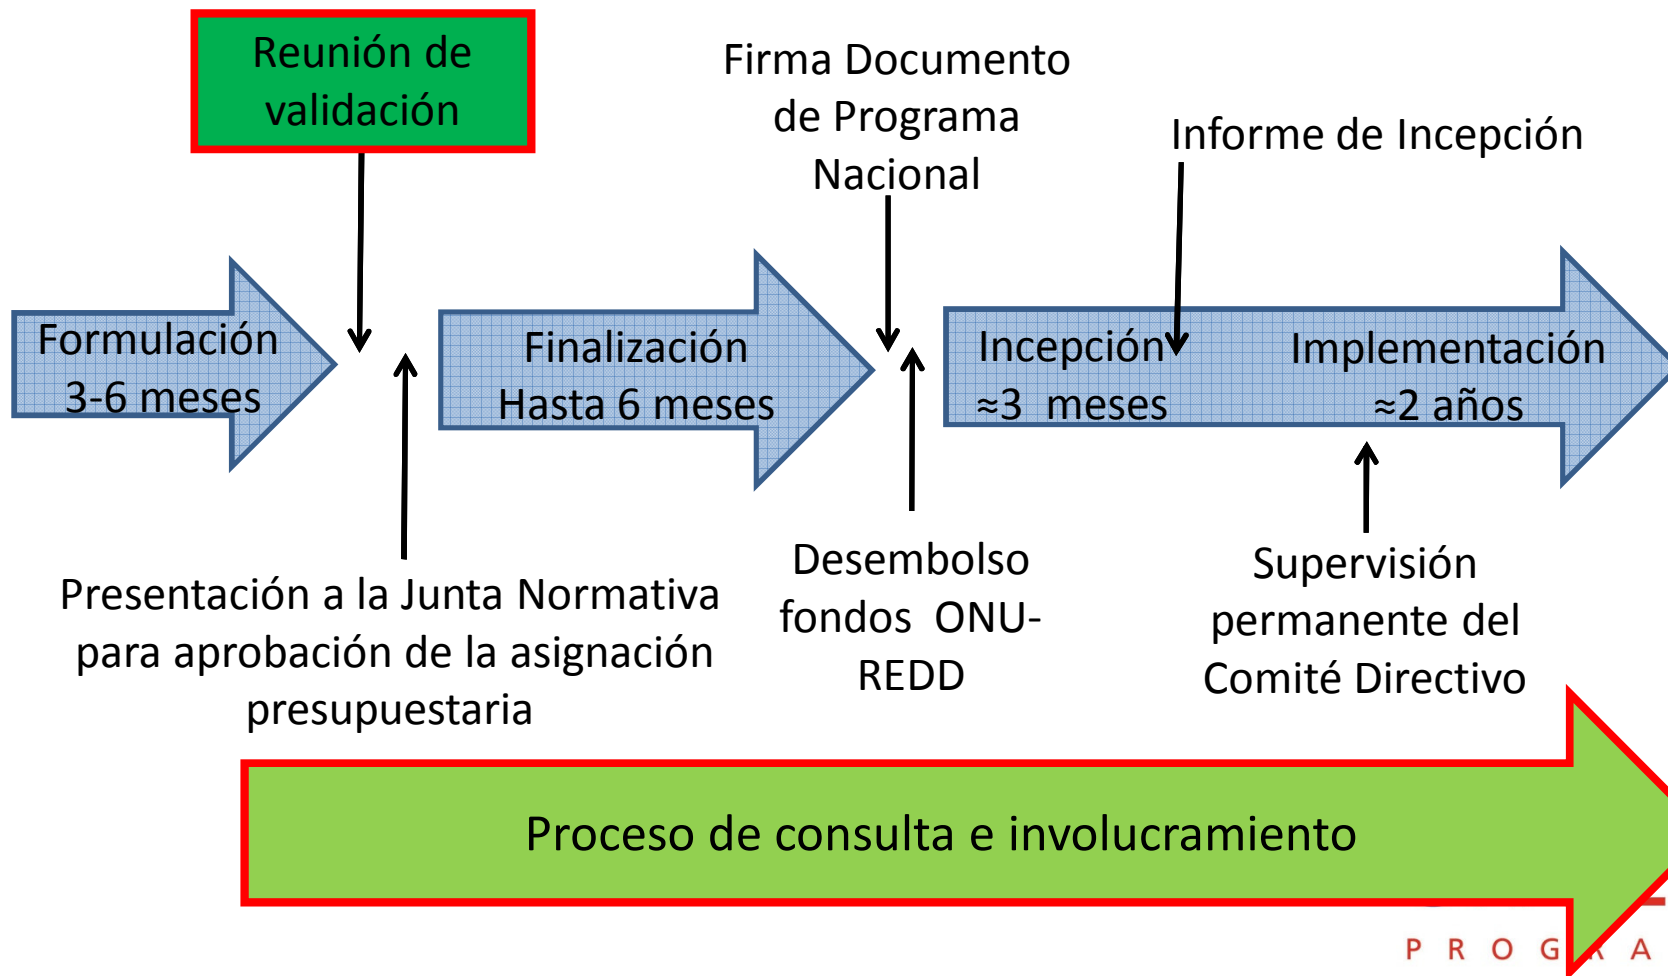 Reunión de
validación
Firma Documento
de Programa
Nacional
Informe de Incepción
Formulación
3-6 meses
Finalización
Hasta 6 meses
Incepción
≈3 meses
Implementación
≈2 años
Presentación a la Junta Normativa
para aprobación de la asignación
presupuestaria
Desembolso
fondos ONU-
REDD
Supervisión
permanente del
Comité Directivo
Proceso de consulta e involucramiento